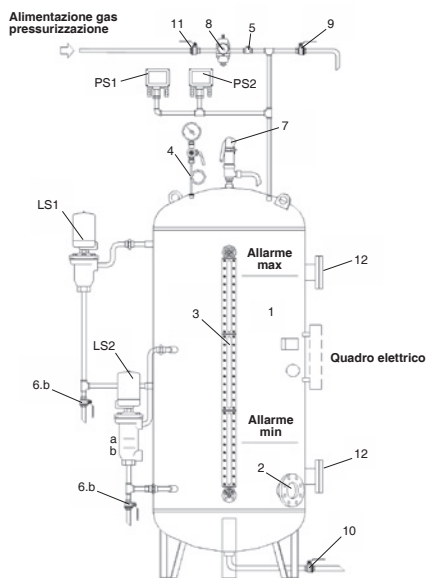 Alimentazione gas
pressurizzazione
11
8
5
9
PS1
PS2
7
4
LS1
Allarme
max
12
1
3
LS2
Quadro elettrico
6.b
Allarme
min
a
b
12
2
6.b
10